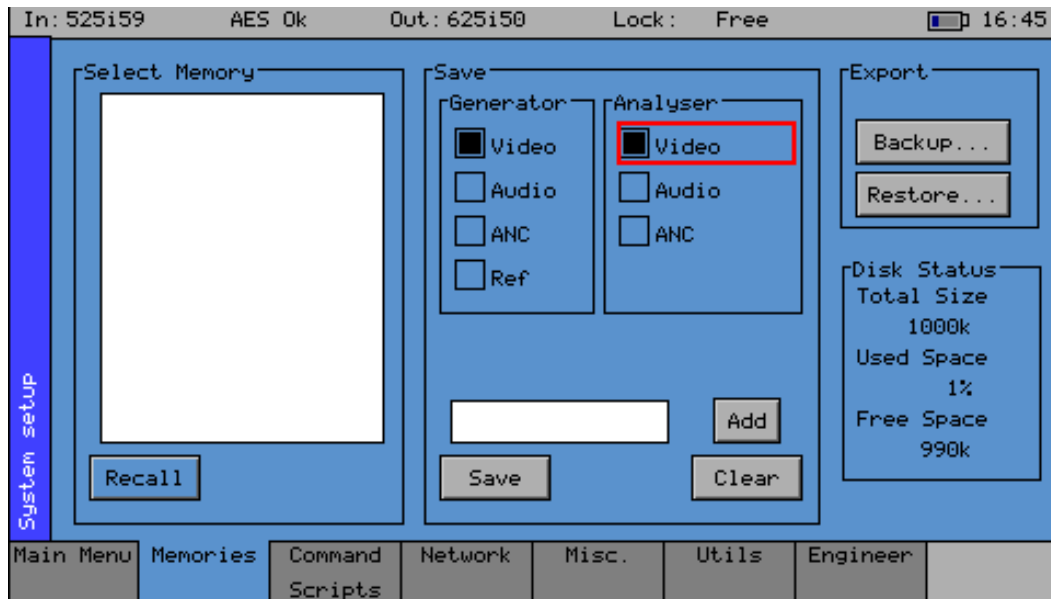 In: 525i59 AES Ok Out: 625i50 Lock: Free 16:45
System setup
Select Memory
Recall
Save
Generator
Video
Audio
ANC
Ref
Analyser
Video
Audio
ANC
Add
Save Clear
Export
Backup...
Restore...
Disk Status
Total Size
1000k
Used Space
1%
Free Space
990k
Main Menu Memories Command Network Misc. Utils Engineer
Scripts